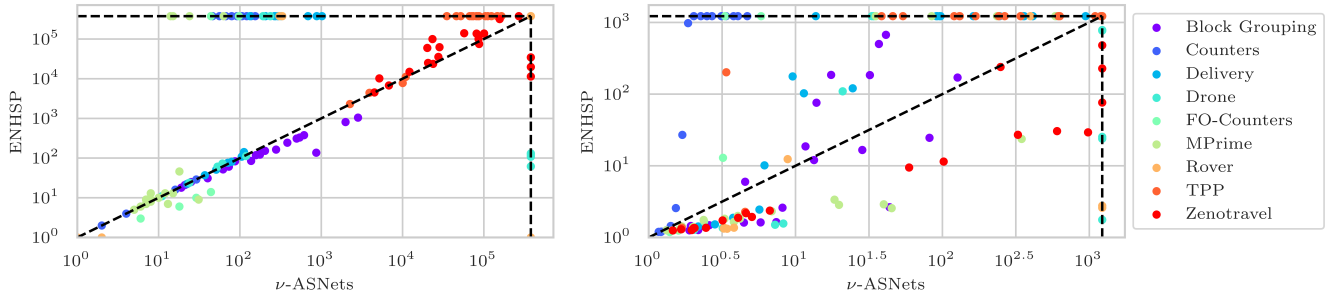 10^5
10^4
10^3
10^2
10^1
10^0
ENHSP
10^0 10^1 10^2 10^3 10^4 10^5
ν-ASNets
10^3
10^2
10^1
10^0
ENHSP
10^0 10^0.5 10^1 10^1.5 10^2 10^2.5 10^3
ν-ASNets
Block Grouping
Counters
Delivery
Drone
FO-Counters
MPrime
Rover
TPP
Zenotravel